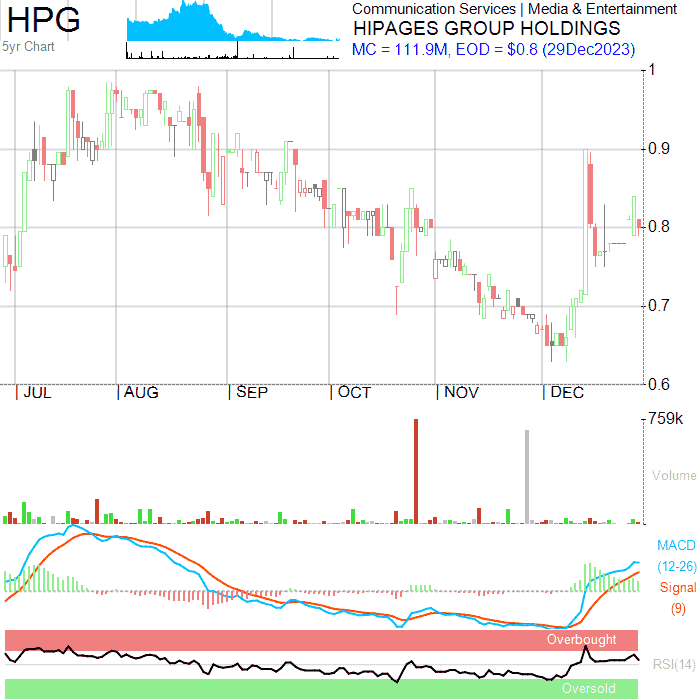 HPG
5yr Chart
Communication Services | Media & Entertainment
HIPAGES GROUP HOLDINGS
MC = 111.9M, EOD = $0.8 (29Dec2023)
1
0.9
0.8
0.7
0.6
JUL AUG SEP OCT NOV DEC
759k
Volume
MACD
(12-26)
Signal
(9)
Overbought
RSI(14)
Oversold